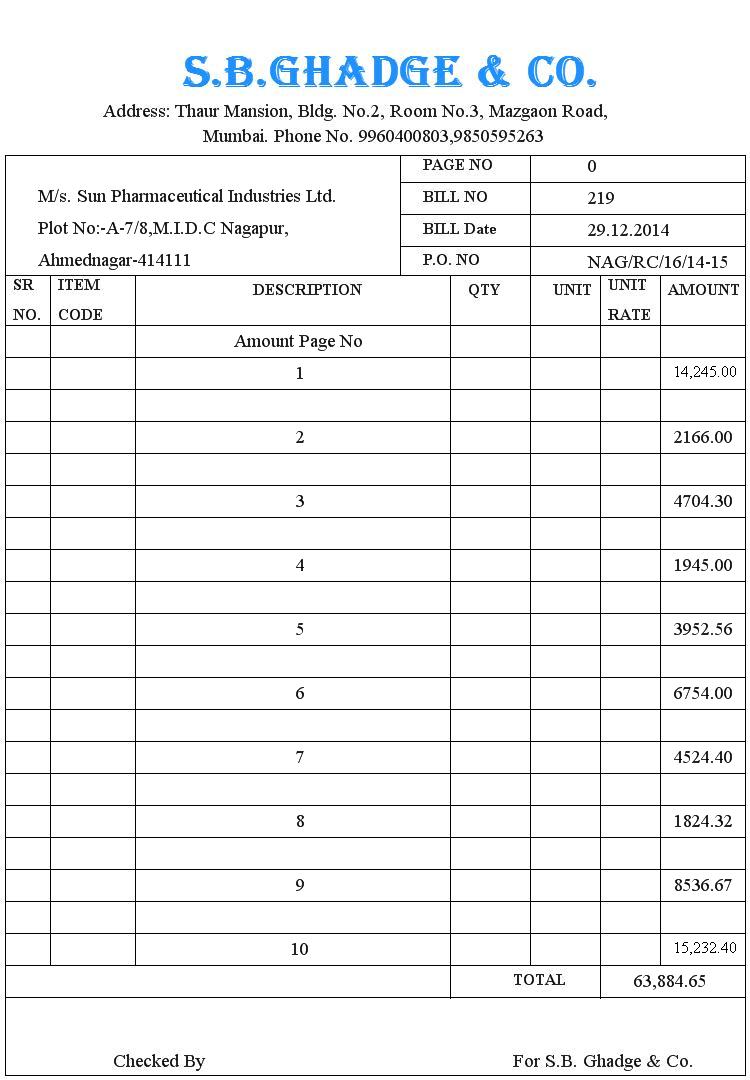 S.B.GHADGE & CO.
Address: Thaur Mansion, Bldg. No.2, Room No.3, Mazgaon Road,
Mumbai. Phone No. 9960400803,9850595263
M/s. Sun Pharmaceutical Industries Ltd.
Plot No:-A-7/8,M.I.D.C Nagapur,
Ahmednagar-414111
PAGE NO 0
BILL NO 219
BILL Date 29.12.2014
P.O. NO NAG/RC/16/14-15
SR NO. ITEM CODE DESCRIPTION QTY UNIT UNIT RATE AMOUNT
Amount Page No
1 14,245.00
2 2166.00
3 4704.30
4 1945.00
5 3952.56
6 6754.00
7 4524.40
8 1824.32
9 8536.67
10 15,232.40
TOTAL 63,884.65
Checked By For S.B. Ghadge & Co.